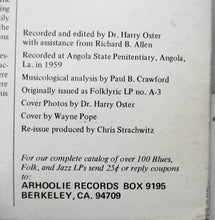 Recorded and edited by Dr. Harry Oster
with assistance from Richard B. Allen
Recorded at Angola State Penitentiary, Angola,
La. in 1959
Musicological analysis by Paul B. Crawford
Originally issued as Folklyric LP no. A-3
Cover Photos by Dr. Harry Oster
Cover by Wayne Pope
Re-issue produced by Chris Strachwitz
For our complete catalog of over 100 Blues,
Folk, and Jazz LPs send 25¢ or reply coupons
to:
ARHOOLIE RECORDS BOX 9195
BERKELEY, CA. 94709